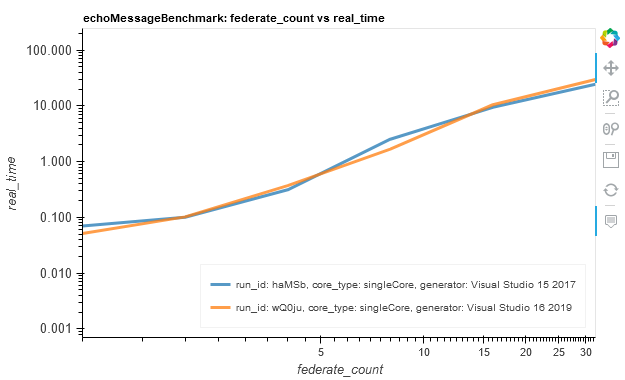 echoMessageBenchmark: federate_count vs real_time
100.000
10.000
1.000
0.100
0.010
0.001
real_time
run_id: haMSb, core_type: singleCore, generator: Visual Studio 15 2017
run_id: wQ0ju, core_type: singleCore, generator: Visual Studio 16 2019
5 10 15 20 25 30
federate_count